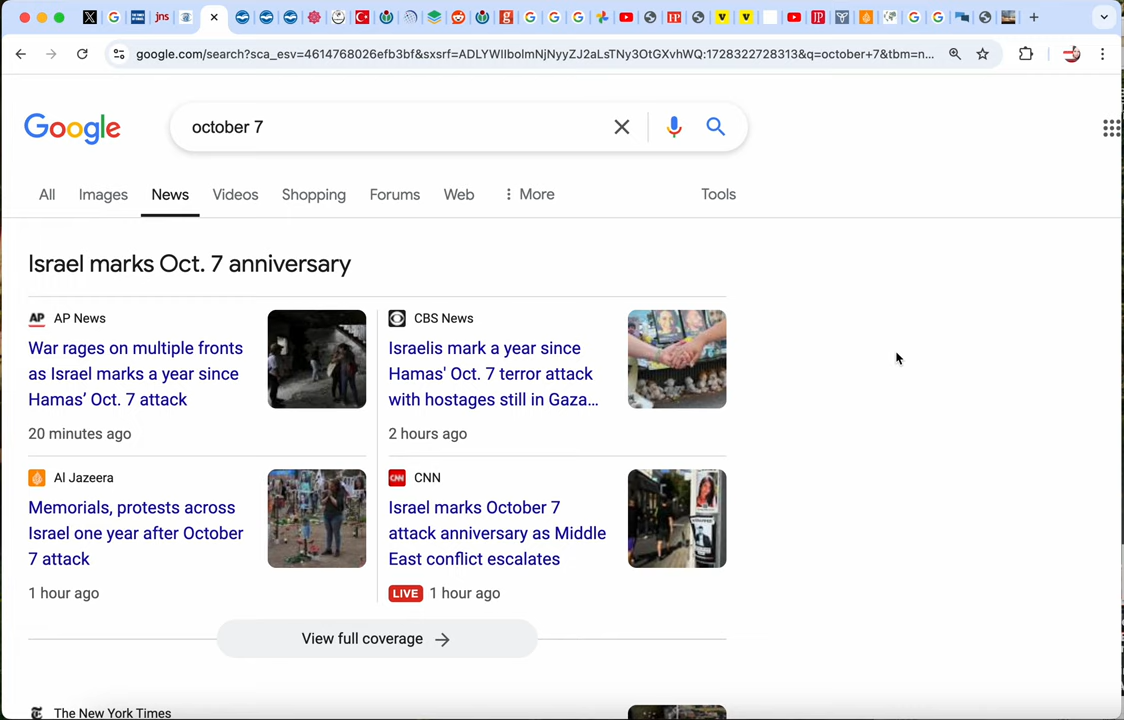 google.com/search?sca_esv=4614768026efb3bf&sxsrf=ADLYWIIbolmNjNyyZJ2aLsTNy3OtGXvhWQ:1728322728313&q=october+7&tbm=n...
Google
october 7
All Images News Videos Shopping Forums Web More Tools
Israel marks Oct. 7 anniversary
AP AP News
War rages on multiple fronts
as Israel marks a year since
Hamas’ Oct. 7 attack
20 minutes ago
CBS News
Israelis mark a year since
Hamas' Oct. 7 terror attack
with hostages still in Gaza...
2 hours ago
Al Jazeera
Memorials, protests across
Israel one year after October
7 attack
1 hour ago
CNN CNN
Israel marks October 7
attack anniversary as Middle
East conflict escalates
LIVE 1 hour ago
View full coverage
The New York Times